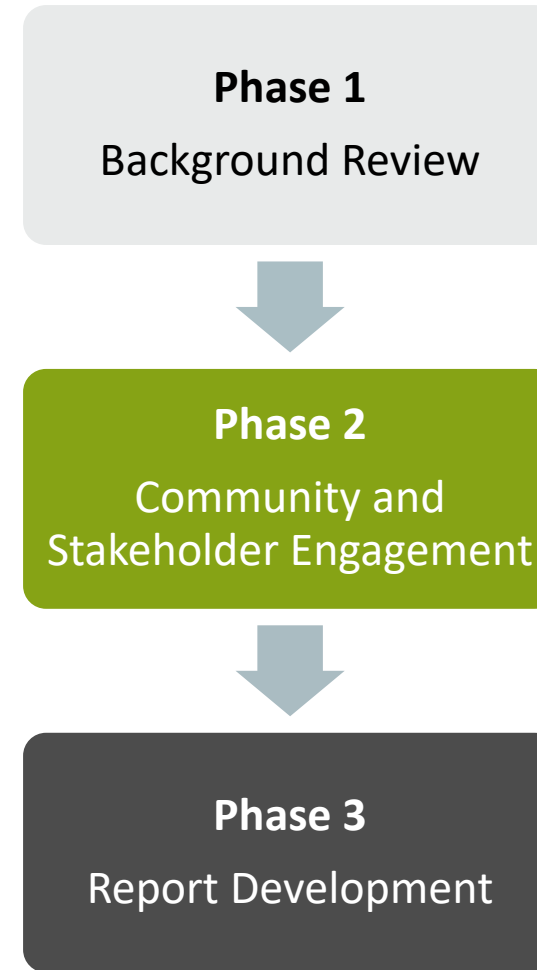 Phase 1
Background Review
Phase 2
Community and
Stakeholder Engagement
Phase 3
Report Development